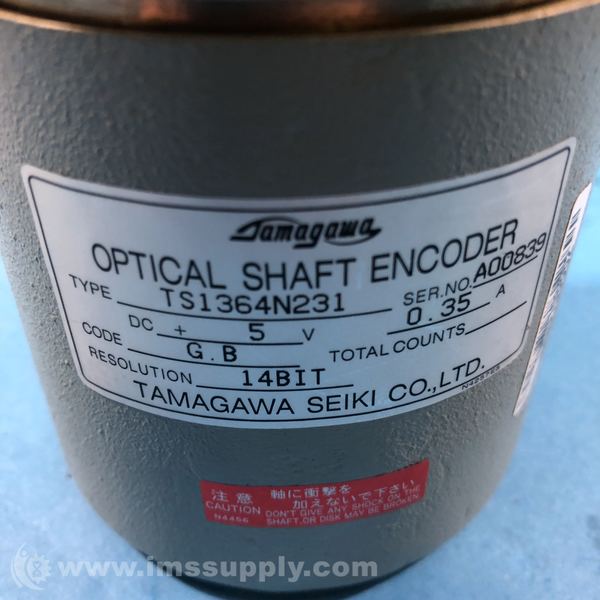 Tamagawa
OPTICAL SHAFT ENCODER
TYPE TS1364N231 SER.NO. A00839
DC + 5 V 0.35 A
CODE G.B TOTAL COUNTS
RESOLUTION 14BIT
TAMAGAWA SEIKI CO.,LTD.
注意 軸に衝撃を
加えないで下さい
CAUTION DON'T GIVE ANY SHOCK ON THE
N4456 SHAFT,OR DISK MAY BE BROKEN
© www.imssupply.com